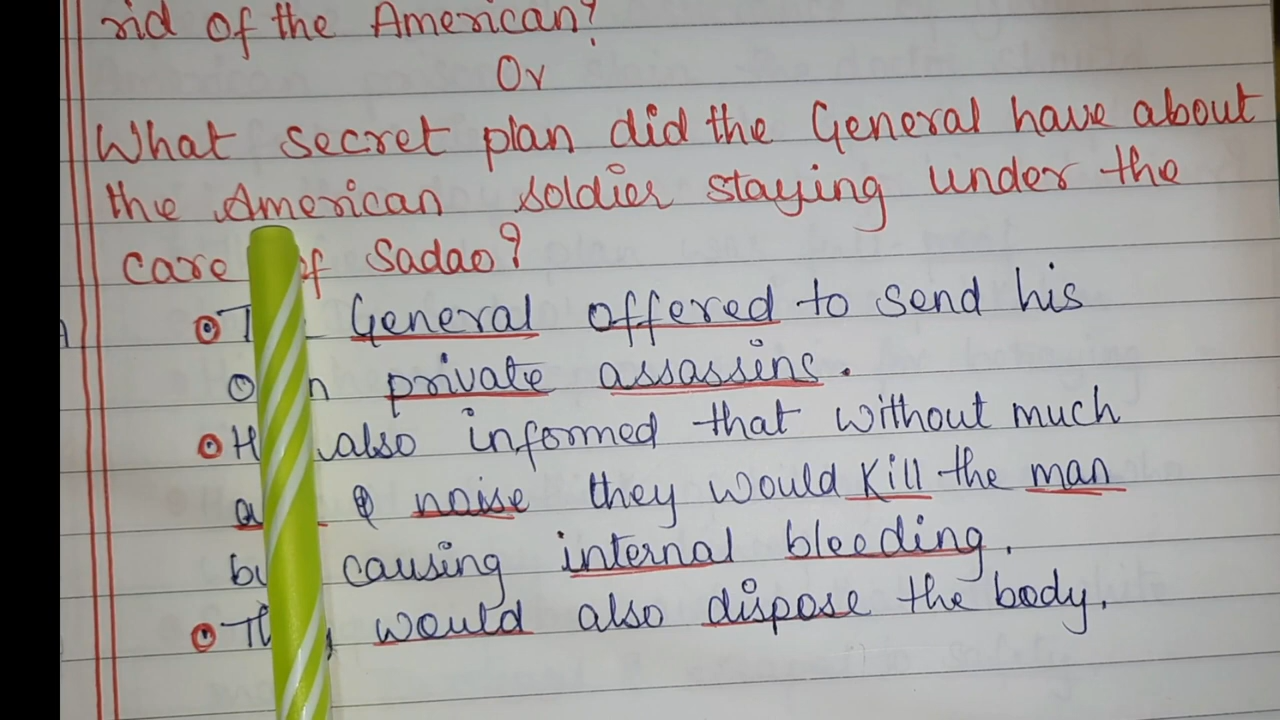 rid of the American?
Or
What secret plan did the General have about
the American soldier staying under the
care of Sadao?
General offered to send his
private assassins.
also informed that without much
& noise they would kill the man
causing internal bleeding.
would also dispose the body.